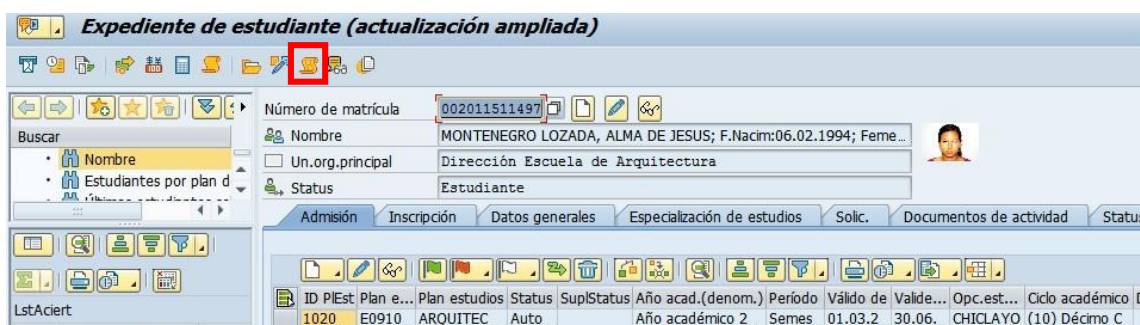 Expediente de estudiante (actualización ampliada)
Número de matrícula 002011511497
Buscar
Nombre MONTENEGRO LOZADA, ALMA DE JESUS; F.Nacim:06.02.1994; Feme...
Nombre
Un.org.principal Dirección Escuela de Arquitectura
Estudiantes por plan d
Status Estudiante
Admisión Inscripción Datos generales Especialización de estudios Solic. Documentos de actividad Statu
ID PlEst Plan e... Plan estudios Status SuplStatus Año acad.(denom.) Período Válido de Valide... Opc.est... Ciclo académico
LstAciert
1020 E0910 ARQUITEC Auto Año académico 2 Semes 01.03.2 30.06. CHICLAYO (10) Décimo C